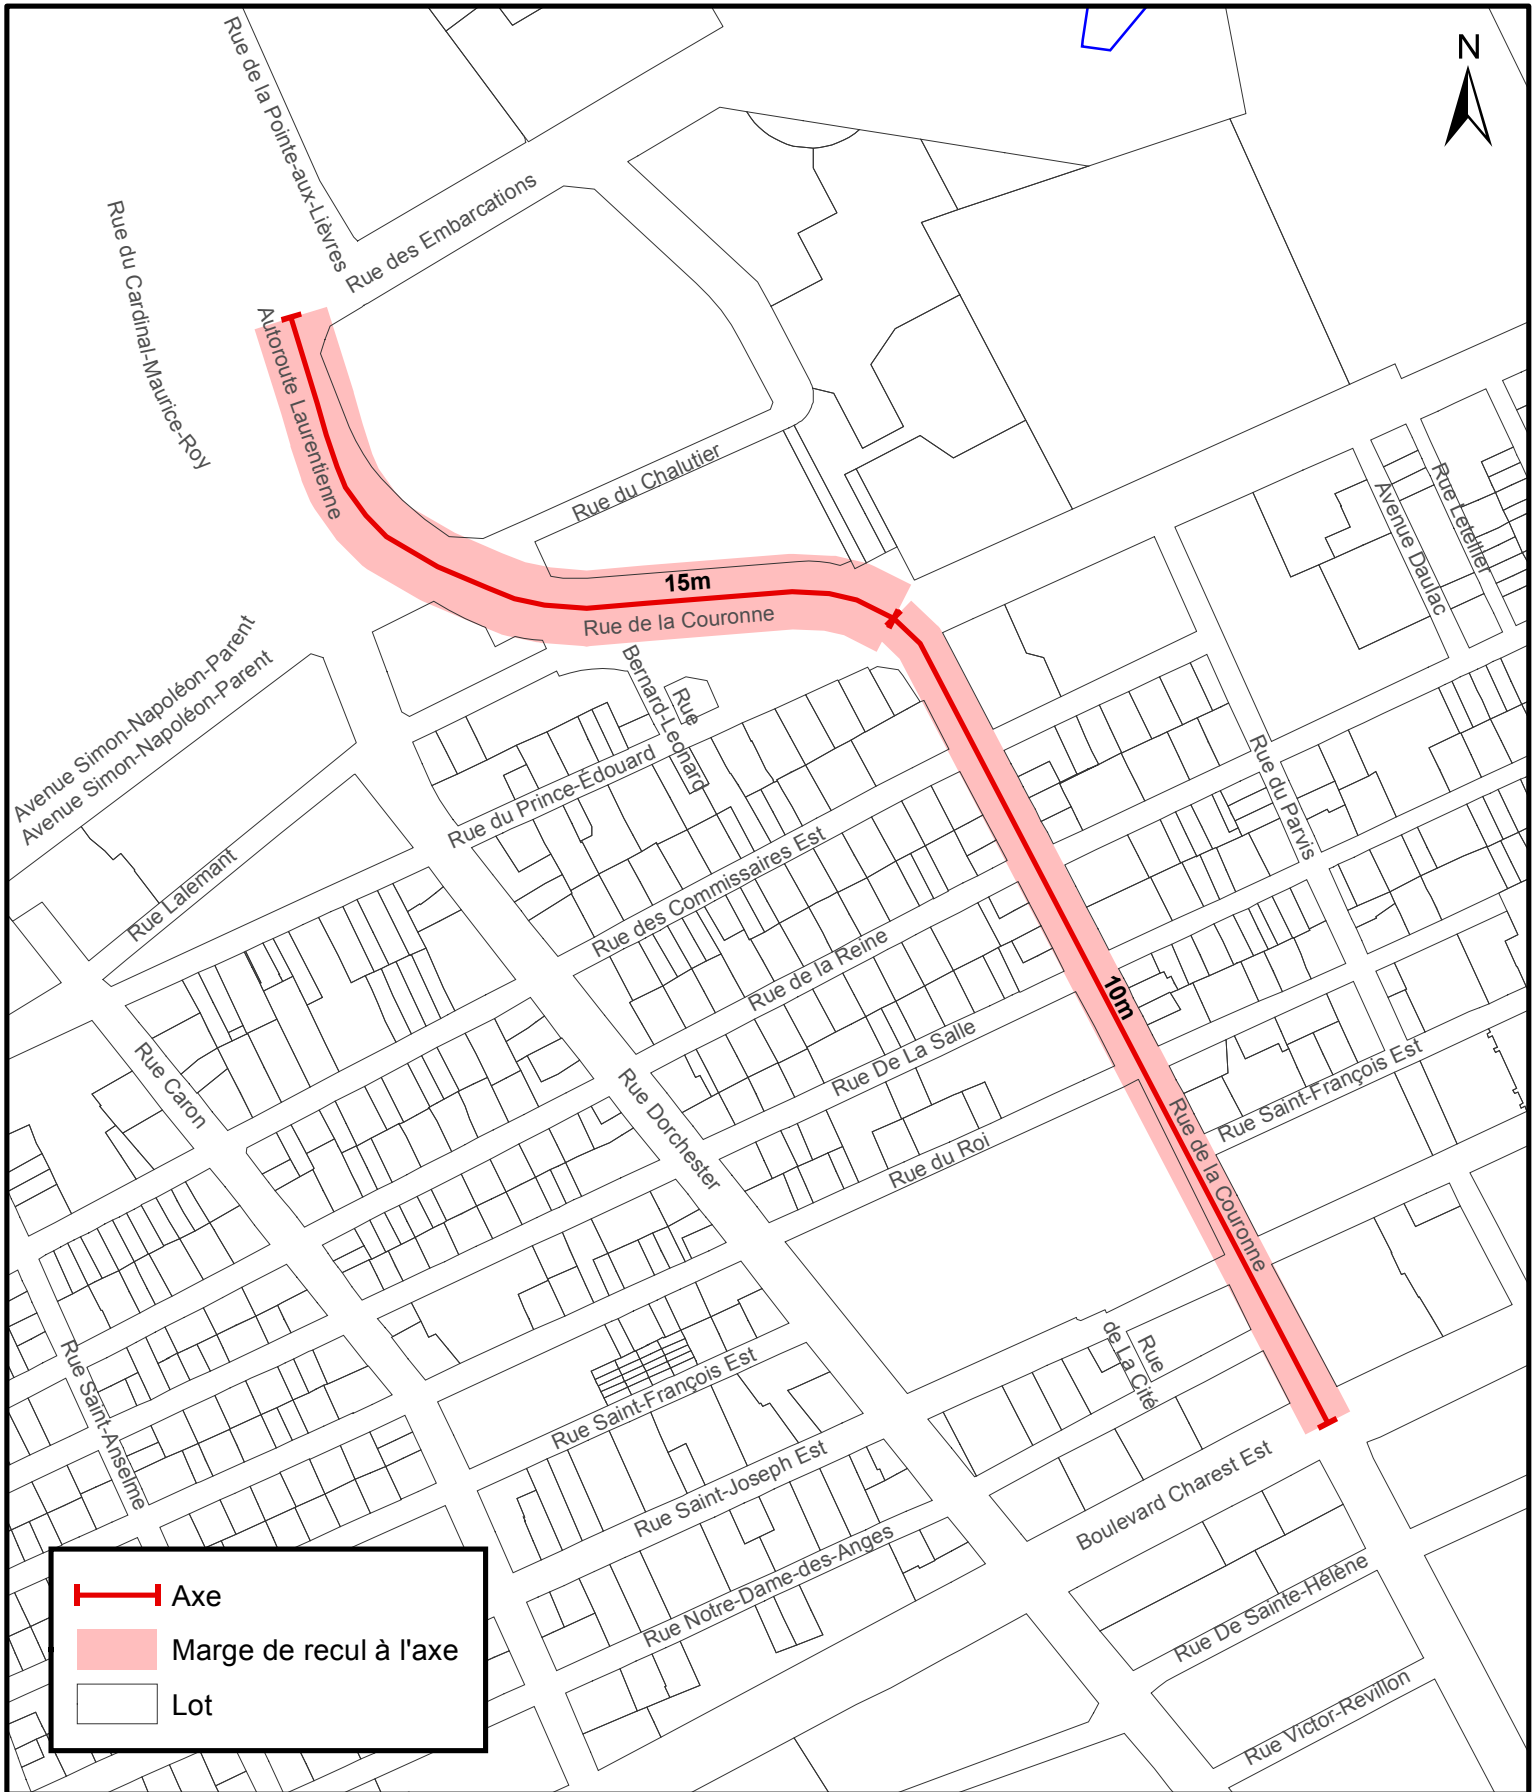 N
Rue de la Pointe-aux-Lièvres
Rue des Embarcations
Rue du Cardinal-Maurice-Roy
Autoroute Laurentienne
Rue du Chalutier
Avenue Daulac
Rue Letellier
15m
Rue de la Couronne
Avenue Simon-Napoléon-Parent
Avenue Simon-Napoléon-Parent
Rue
Bernard-Leonard
Rue du Prince-Edouard
Rue du Parvis
Rue Lalemant
Rue des Commissaires Est
Rue de la Reine
10m
Rue Caron
Rue De La Salle
Rue Dorchester
Rue Saint-François Est
Rue du Roi
Rue de la Couronne
Rue
de La Cité
Rue Saint-Anselme
Rue Saint-François Est
Rue Saint-Joseph Est
Boulevard Charest Est
Rue Notre-Dame-des-Anges
Rue De Sainte-Hélène
Rue Victor-Revillon
Axe
Marge de recul à l'axe
Lot